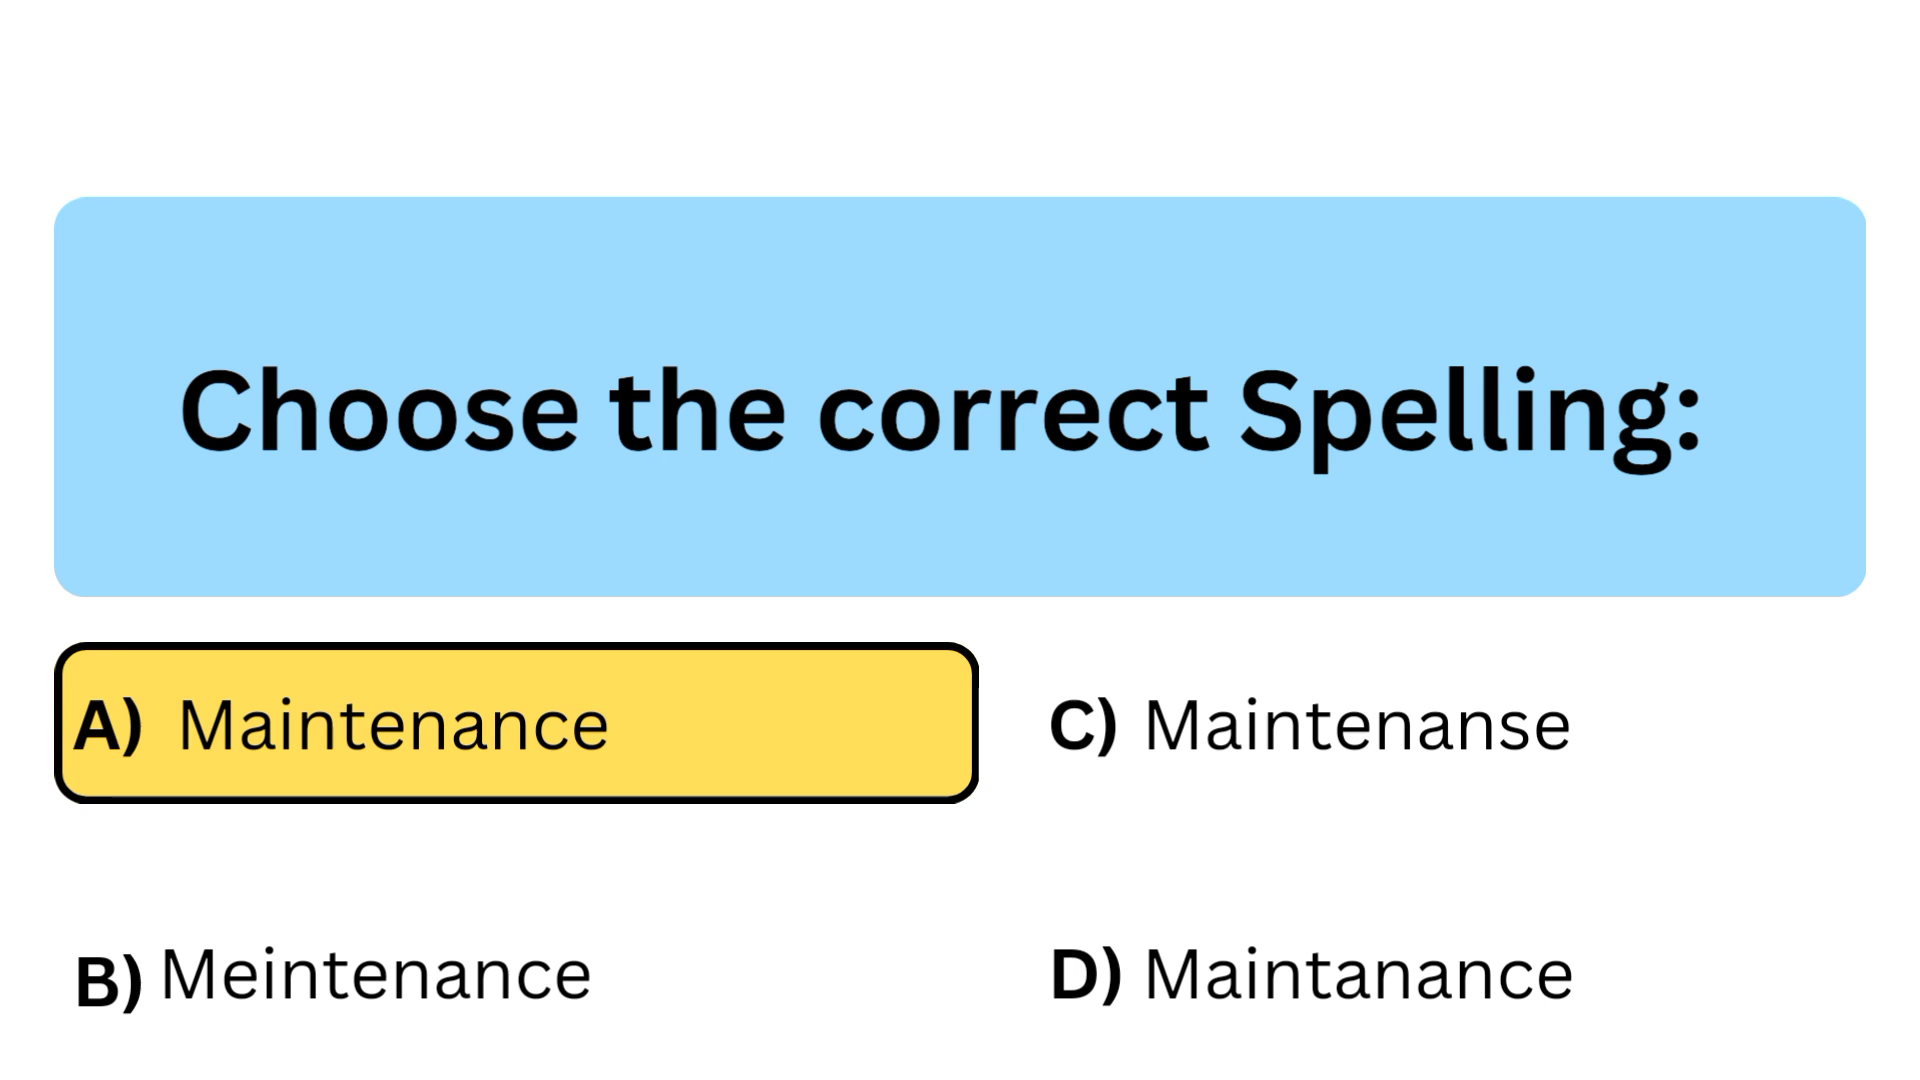 Choose the correct Spelling:
A) Maintenance
B) Meintenance
C) Maintenanse
D) Maintanance